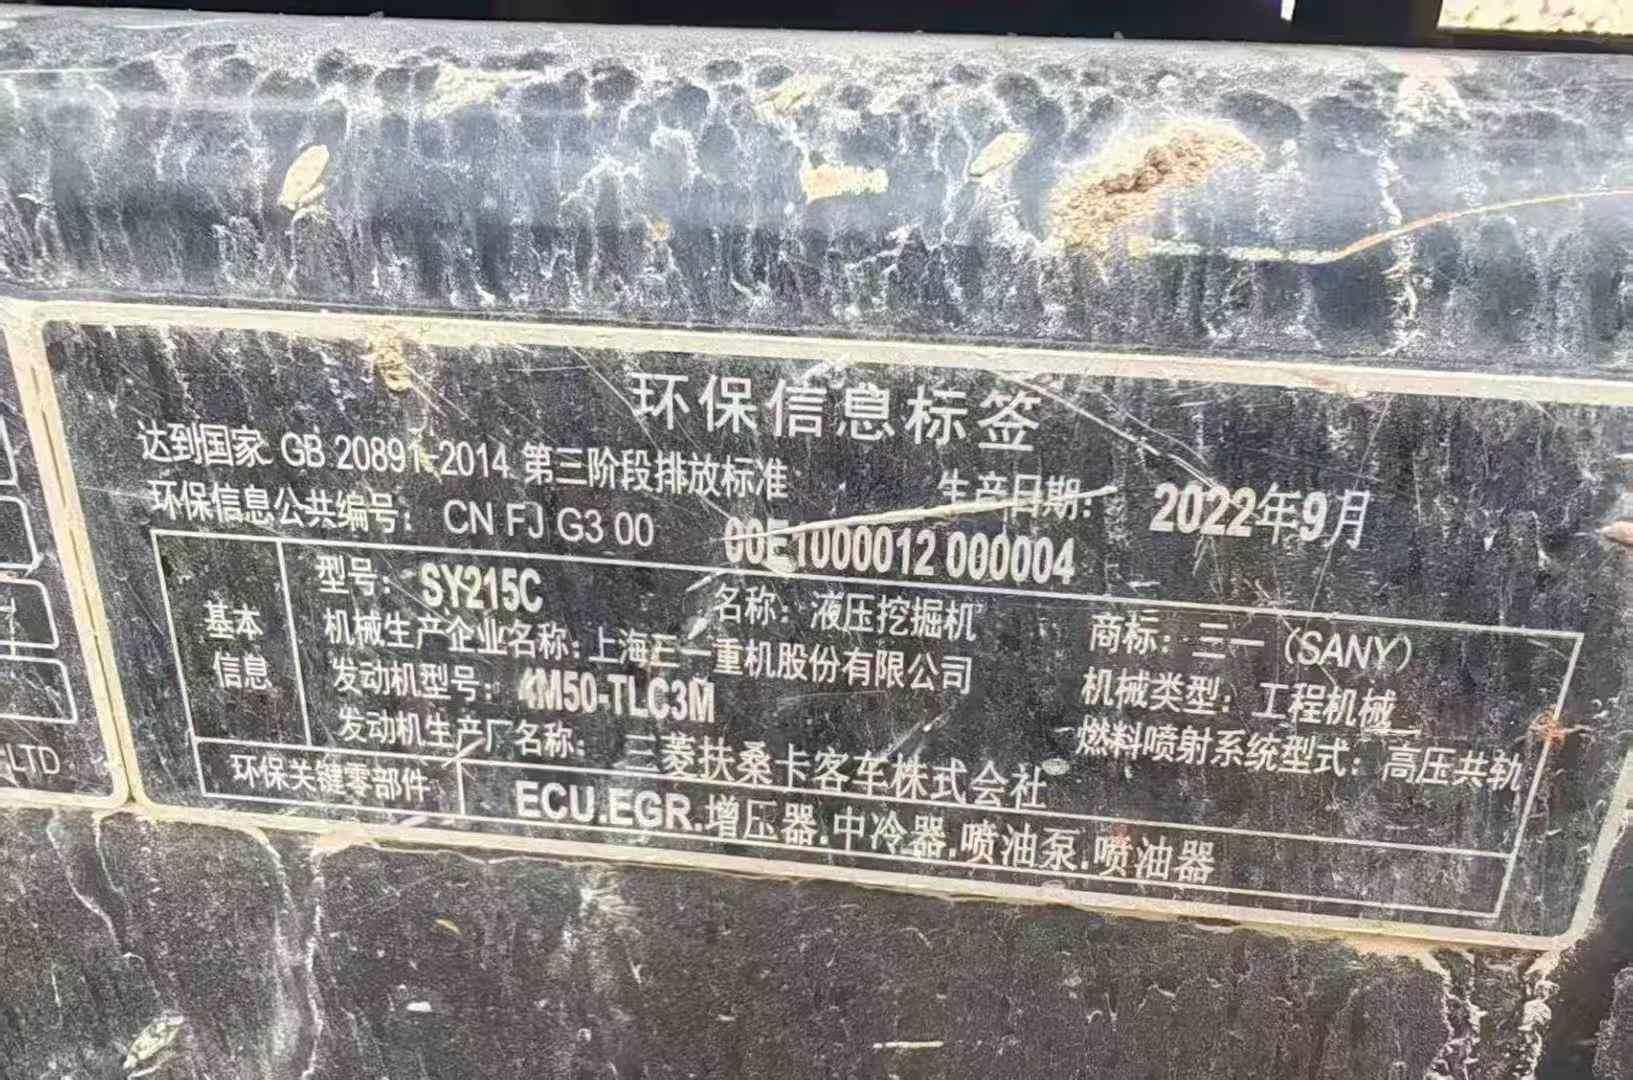 环保信息标签
达到国家 GB 20891-2014 第三阶段排放标准
生产日期: 2022年9月
环保信息公共编号: CN FJ G3 00 00E1000012 000004
基本信息
型号: SY215C 名称: 液压挖掘机 商标: 三一 (SANY)
机械生产企业名称: 上海三一重机股份有限公司 机械类型: 工程机械
发动机型号: 4M50-TLC3M 燃料喷射系统型式: 高压共轨
发动机生产厂名称: 三菱扶桑卡客车株式会社
环保关键零部件 ECU.EGR.增压器.中冷器.喷油泵.喷油器
LTD